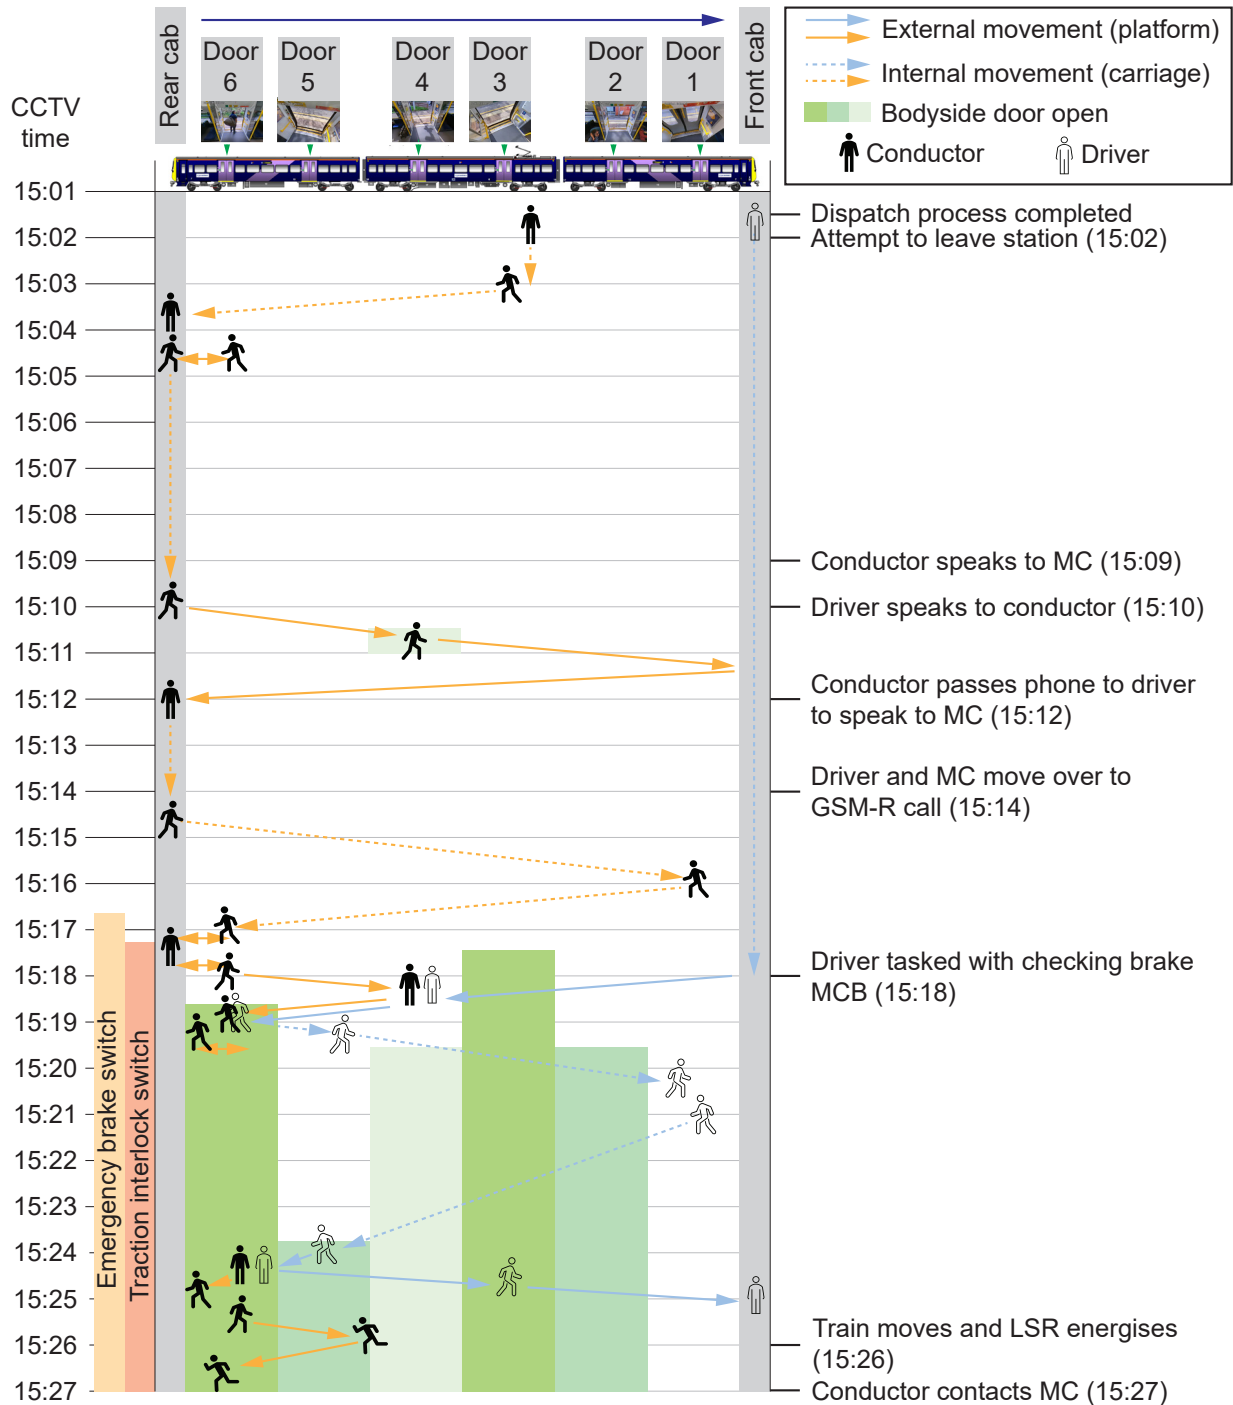 Rear cab
Door
6
Door
5
Door
4
Door
3
Door
2
Door
1
Front cab
External movement (platform)
Internal movement (carriage)
Bodyside door open
Conductor
Driver
CCTV
time
15:01
Dispatch process completed
15:02
Attempt to leave station (15:02)
15:03
15:04
15:05
15:06
15:07
15:08
15:09
Conductor speaks to MC (15:09)
15:10
Driver speaks to conductor (15:10)
15:11
15:12
Conductor passes phone to driver
to speak to MC (15:12)
15:13
15:14
Driver and MC move over to
GSM-R call (15:14)
15:15
15:16
15:17
15:18
Driver tasked with checking brake
MCB (15:18)
15:19
15:20
15:21
15:22
15:23
15:24
15:25
15:26
Train moves and LSR energises
(15:26)
15:27
Conductor contacts MC (15:27)
Emergency brake switch
Traction interlock switch